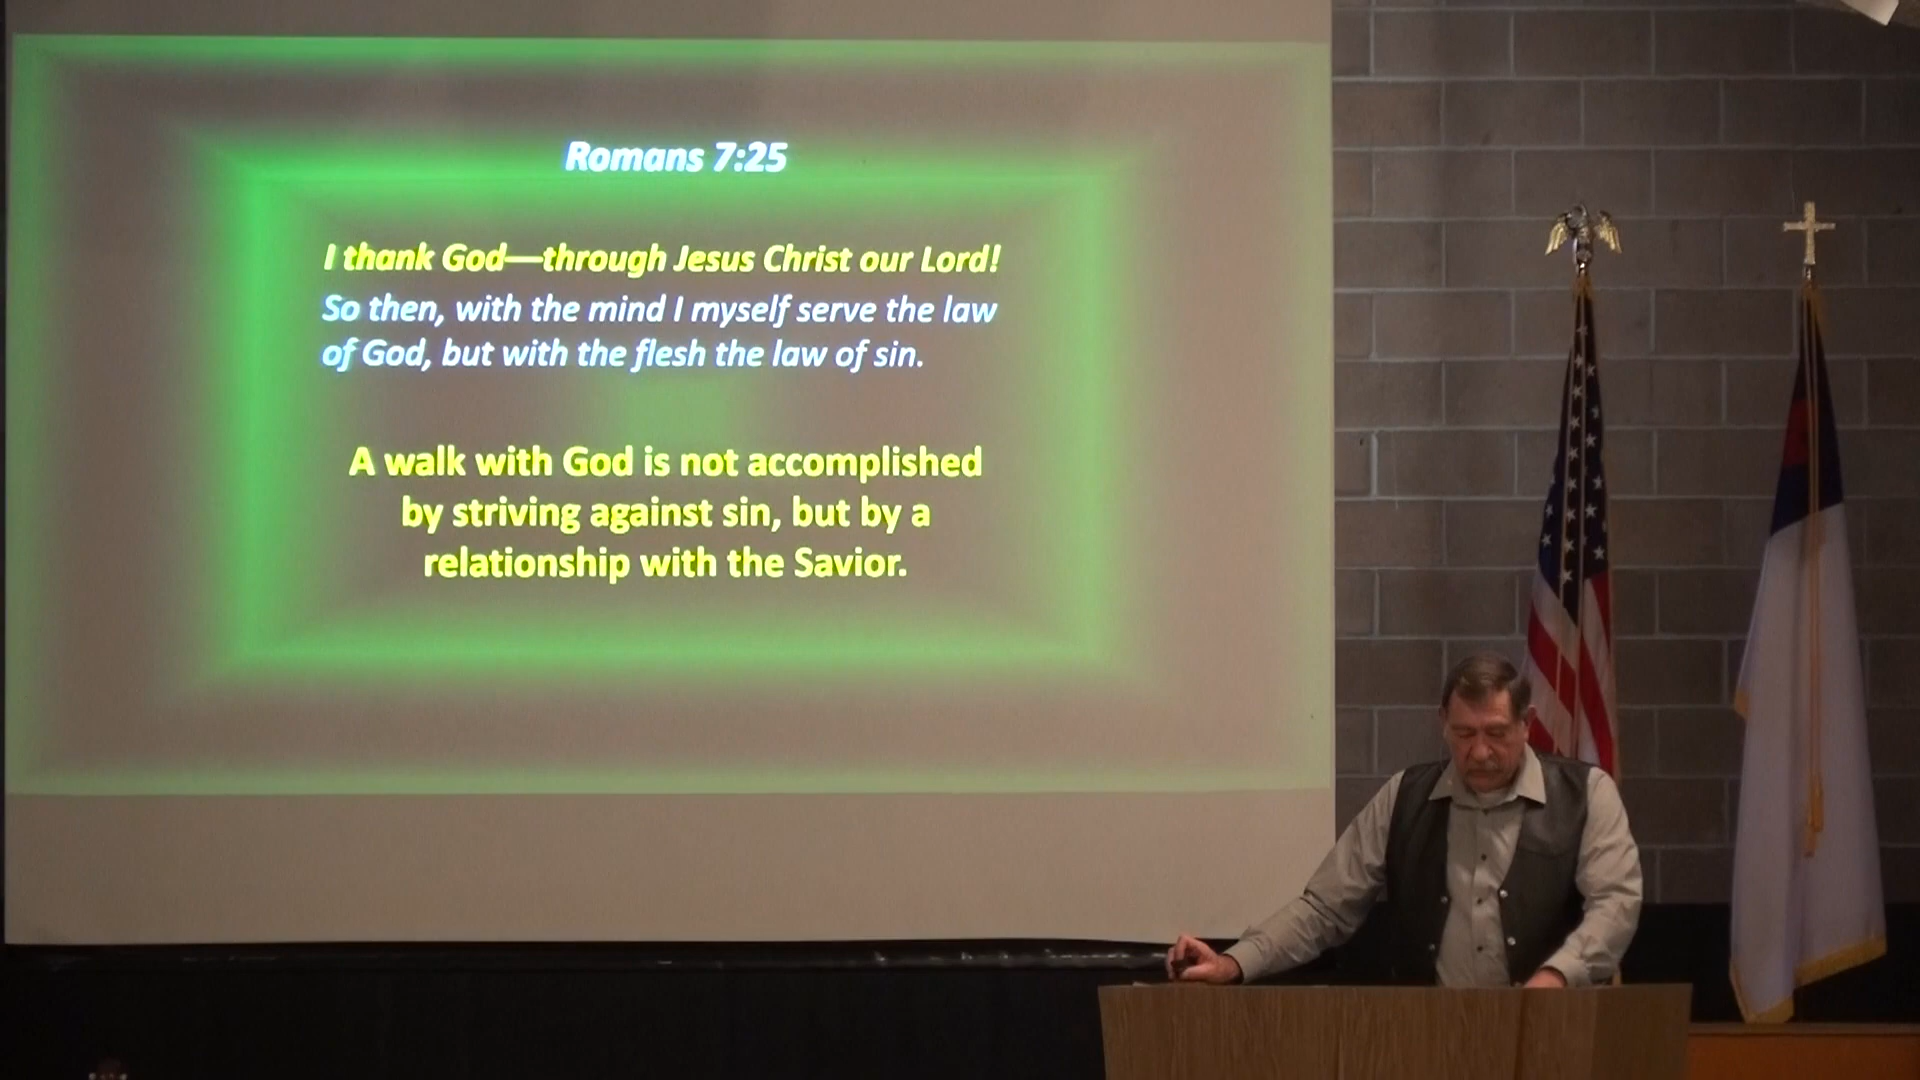 Romans 7:25
I thank God—through Jesus Christ our Lord!
So then, with the mind I myself serve the law
of God, but with the flesh the law of sin.
A walk with God is not accomplished
by striving against sin, but by a
relationship with the Savior.